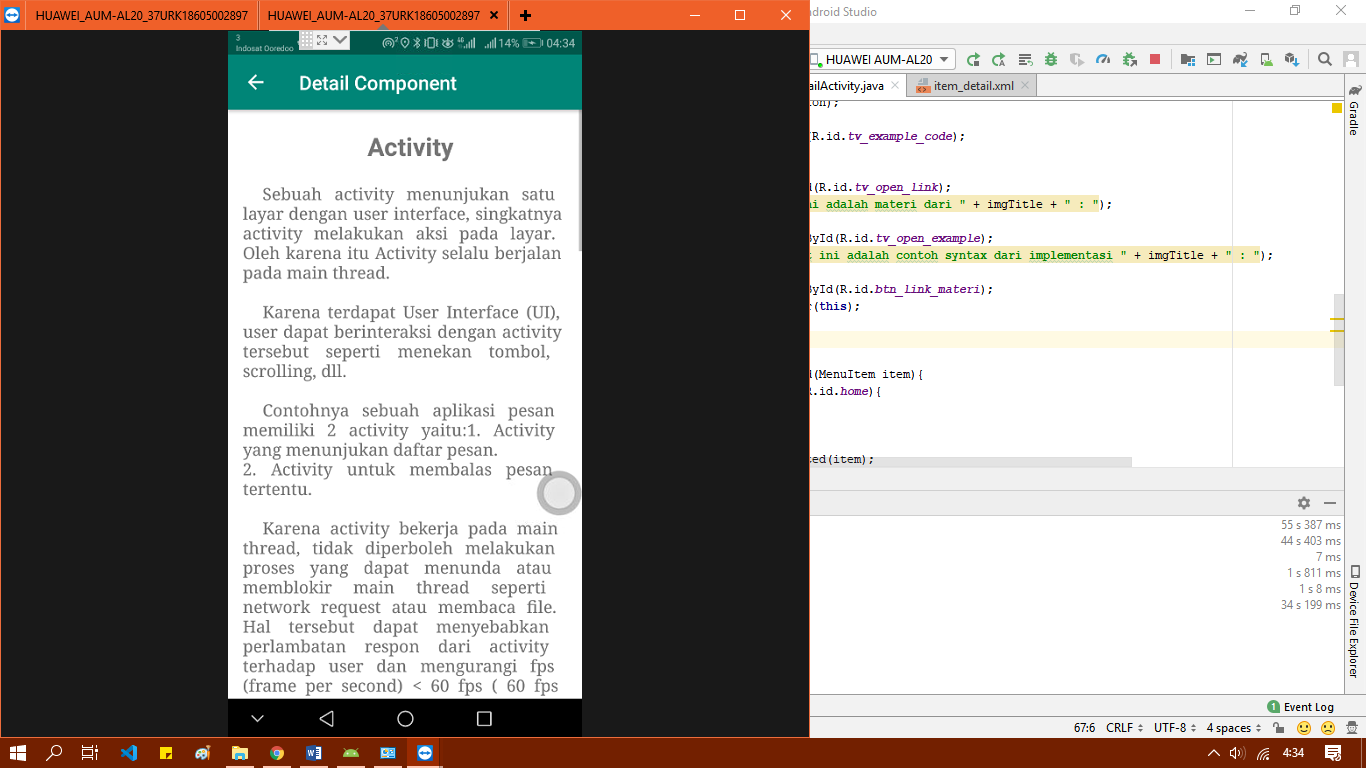 HUAWEI_AUM-AL20_37URK18605002897
HUAWEI_AUM-AL20_37URK18605002897
3
Indosat Ooredoo
14%
04:34
Detail Component
Activity
Sebuah activity menunjukan satu
layar dengan user interface, singkatnya
activity melakukan aksi pada layar.
Oleh karena itu Activity selalu berjalan
pada main thread.
Karena terdapat User Interface (UI),
user dapat berinteraksi dengan activity
tersebut seperti menekan tombol,
scrolling, dll.
Contohnya sebuah aplikasi pesan
memiliki 2 activity yaitu:1. Activity
yang menunjukan daftar pesan.
2. Activity untuk membalas pesan
tertentu.
Karena activity bekerja pada main
thread, tidak diperboleh melakukan
proses yang dapat menunda atau
memblokir main thread seperti
network request atau membaca file.
Hal tersebut dapat menyebabkan
perlambatan respon dari activity
terhadap user dan mengurangi fps
(frame per second) < 60 fps ( 60 fps
ndroid Studio
HUAWEI AUM-AL20
ailActivity.java
item_detail.xml
ion);
(R.id.tv_example_code);
d(R.id.tv_open_link);
ni adalah materi dari " + imgTitle + " : ");
ById(R.id.tv_open_example);
t ini adalah contoh syntax dari implementasi " + imgTitle + " : ");
ById(R.id.btn_link_materi);
r(this);
d(MenuItem item){
R.id.home){
ted(item);
Gradle
55 s 387 ms
44 s 403 ms
7 ms
1 s 811 ms
1 s 8 ms
34 s 199 ms
Device File Explorer
1 Event Log
67:6 CRLF UTF-8 4 spaces
4:34